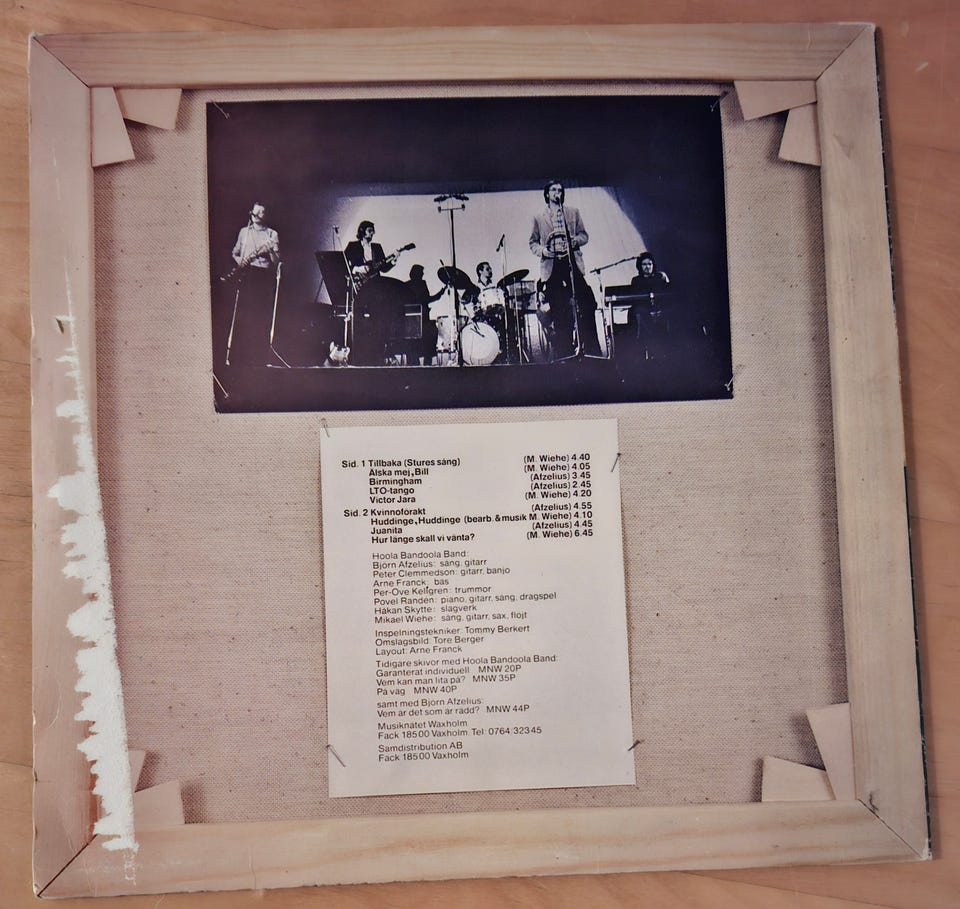 Sid. 1 Tillbaka (Stures sång) (M. Wiehe) 4.40
Älska mej, Bill (M. Wiehe) 4.05
Birmingham (Afzelius) 3.45
LTO-tango (Afzelius) 2.45
Victor Jara (M. Wiehe) 4.20
Sid. 2 Kvinnoförakt (Afzelius) 4.55
Huddinge, Huddinge (bearb. & musik M. Wiehe) 4.10
Juanita (Afzelius) 4.45
Hur länge skall vi vänta? (M. Wiehe) 6.45
Hoola Bandoola Band:
Björn Afzelius: sång, gitarr
Peter Clemmedson: gitarr, banjo
Arne Franck: bas
Per-Ove Kellgren: trummor
Povel Randén: piano, gitarr, sång, dragspel
Håkan Skytte: slagverk
Mikael Wiehe: sång, gitarr, sax, flöjt
Inspelningstekniker: Tommy Berkert
Omslagsbild: Tore Berger
Layout: Arne Franck
Tidigare skivor med Hoola Bandoola Band:
Garanterat individuell MNW 20P
Vem kan man lita på? MNW 35P
På väg MNW 40P
samt med Björn Afzelius:
Vem är det som är rädd? MNW 44P
Musiknätet Waxholm
Fack 185 00 Vaxholm Tel: 0764 323 45
Samdistribution AB
Fack 185 00 Vaxholm